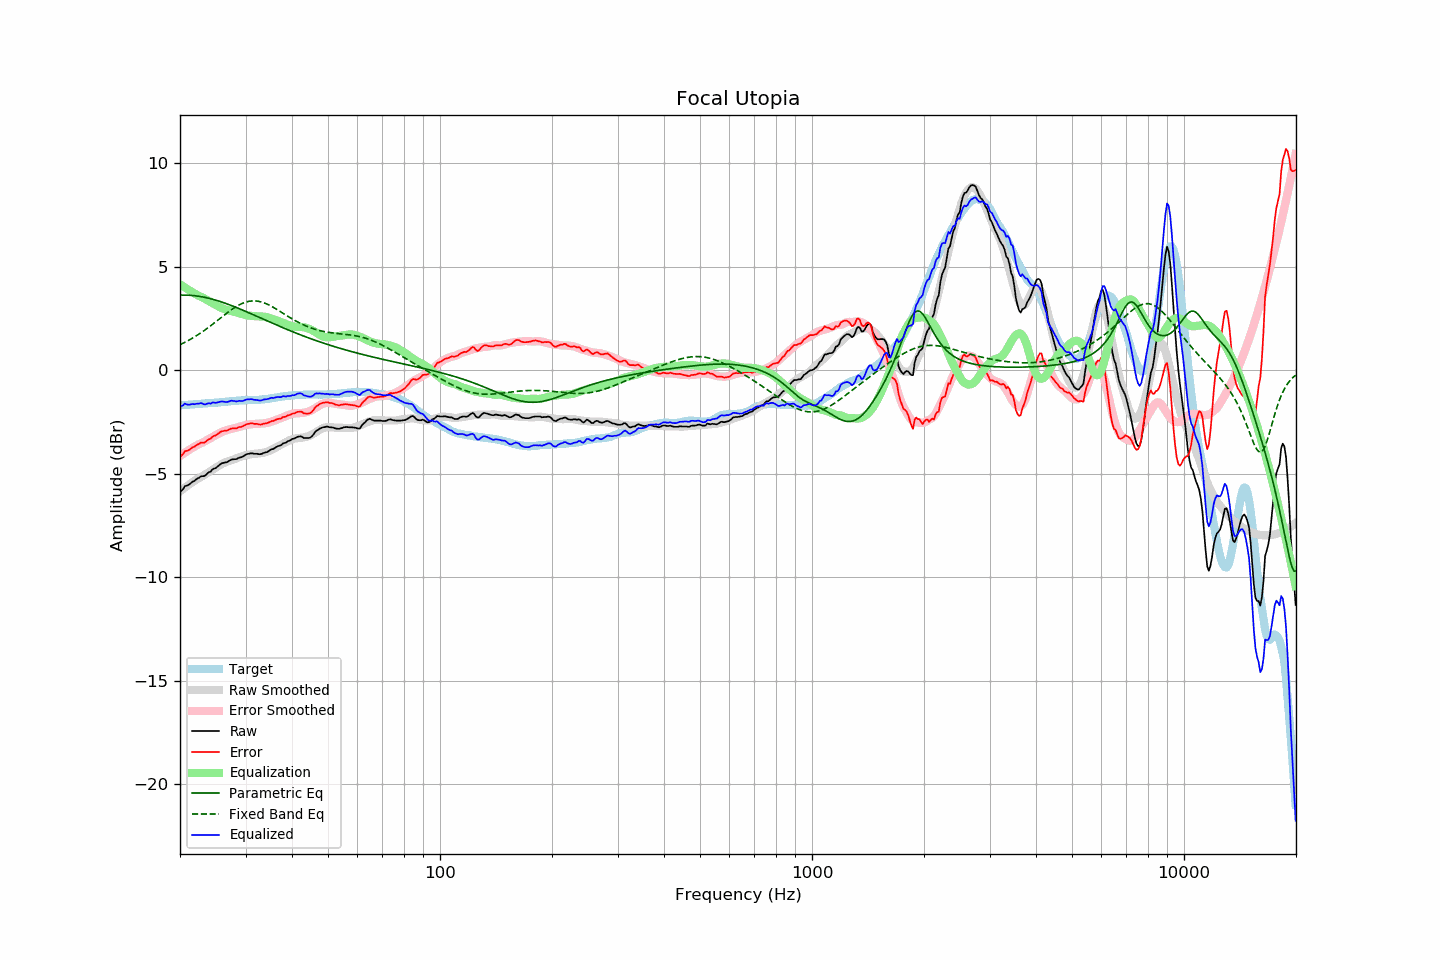 Focal Utopia
10
5
0
−5
−10
−15
−20
Amplitude (dBr)
Target
Raw Smoothed
Error Smoothed
Raw
Error
Equalization
Parametric Eq
Fixed Band Eq
Equalized
100
1000
10000
Frequency (Hz)